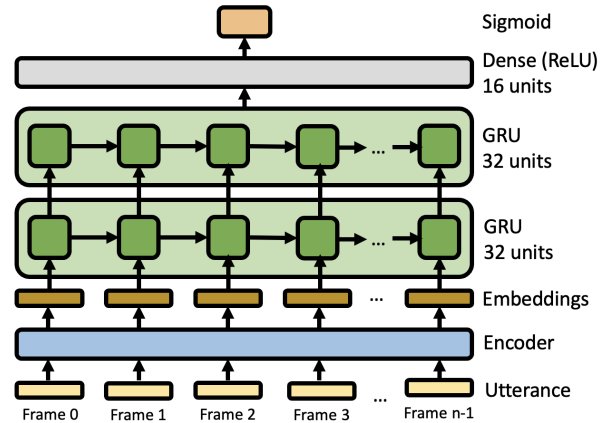 Sigmoid
Dense (ReLU)
16 units
GRU
32 units
...
GRU
32 units
...
Embeddings
...
Encoder
Utterance
...
Frame 0 Frame 1 Frame 2 Frame 3 Frame n-1